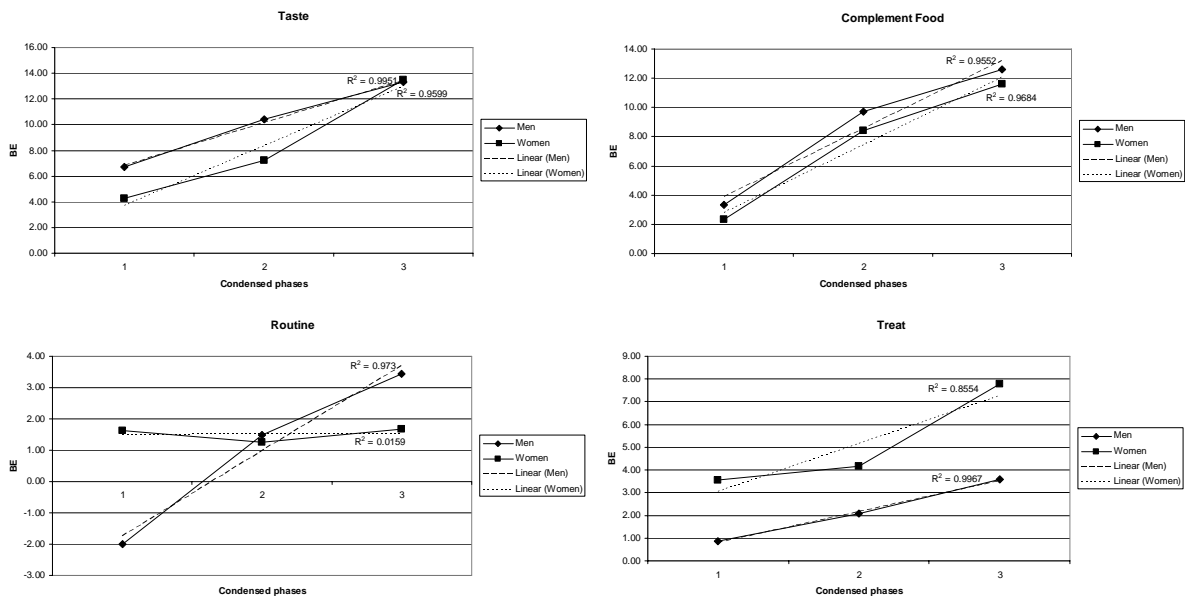 Taste
16.00
14.00
12.00
10.00
8.00
6.00
4.00
2.00
0.00
BE
R² = 0.9951
R² = 0.9599
1 2 3
Condensed phases
Men
Women
Linear (Men)
Linear (Women)
Complement Food
14.00
12.00
10.00
8.00
6.00
4.00
2.00
0.00
BE
R² = 0.9552
R² = 0.9684
1 2 3
Condensed phases
Men
Women
Linear (Men)
Linear (Women)
Routine
4.00
3.00
2.00
1.00
0.00
-1.00
-2.00
-3.00
BE
R² = 0.973
R² = 0.0159
1 2 3
Condensed phases
Men
Women
Linear (Men)
Linear (Women)
Treat
9.00
8.00
7.00
6.00
5.00
4.00
3.00
2.00
1.00
0.00
BE
R² = 0.8554
R² = 0.9967
1 2 3
Condensed phases
Men
Women
Linear (Men)
Linear (Women)